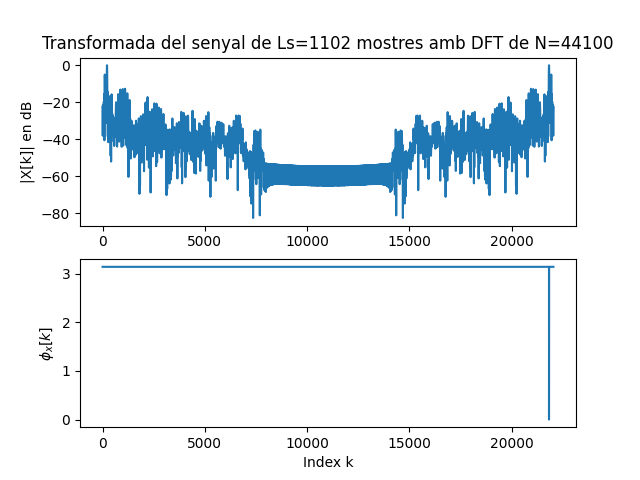 Transformada del senyal de Ls=1102 mostres amb DFT de N=44100
|X[k]| en dB
0
−20
−40
−60
−80
0 5000 10000 15000 20000
ϕx[k]
3
2
1
0
0 5000 10000 15000 20000
Index k